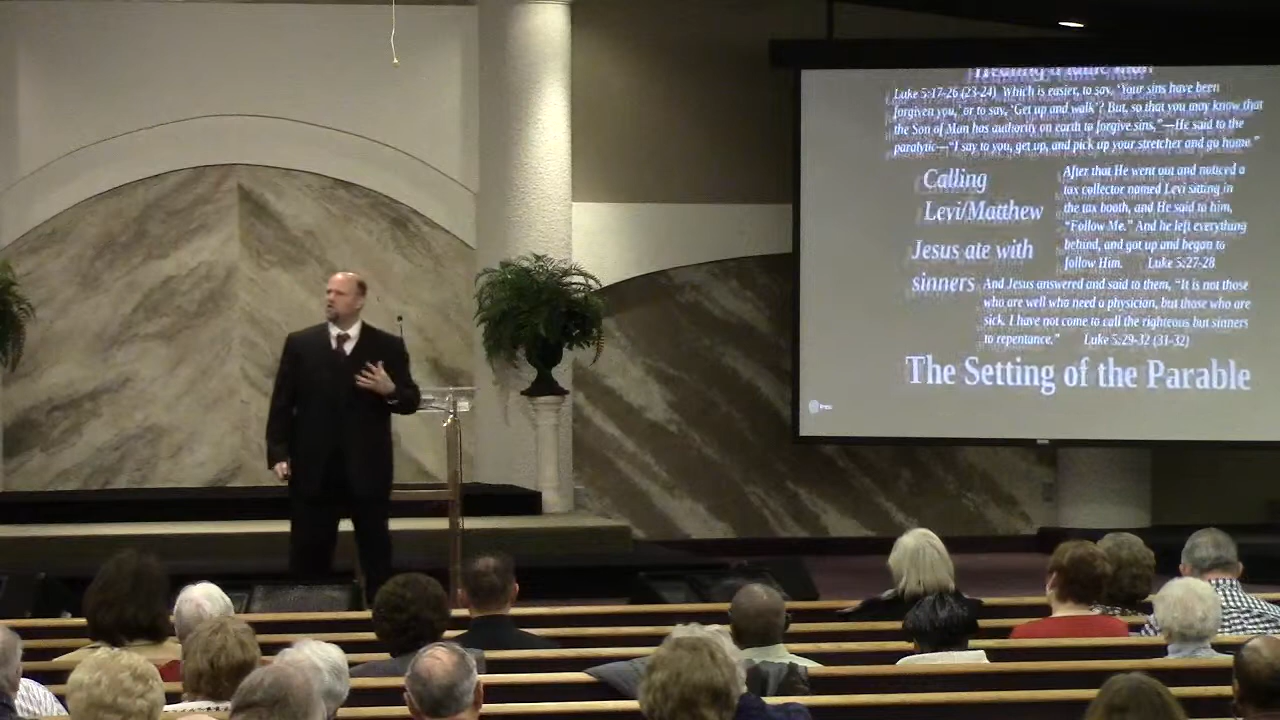 Healing a lame man
Luke 5:17-26 (23-24) Which is easier, to say, 'Your sins have been
forgiven you,' or to say, 'Get up and walk'? But, so that you may know that
the Son of Man has authority on earth to forgive sins,"—He said to the
paralytic—"I say to you, get up, and pick up your stretcher and go home."
Calling
Levi/Matthew
After that He went out and noticed a
tax collector named Levi sitting in
the tax booth, and He said to him,
"Follow Me." And he left everything
behind, and got up and began to
follow Him. Luke 5:27-28
Jesus ate with
sinners
And Jesus answered and said to them, "It is not those
who are well who need a physician, but those who are
sick. I have not come to call the righteous but sinners
to repentance." Luke 5:29-32 (31-32)
The Setting of the Parable